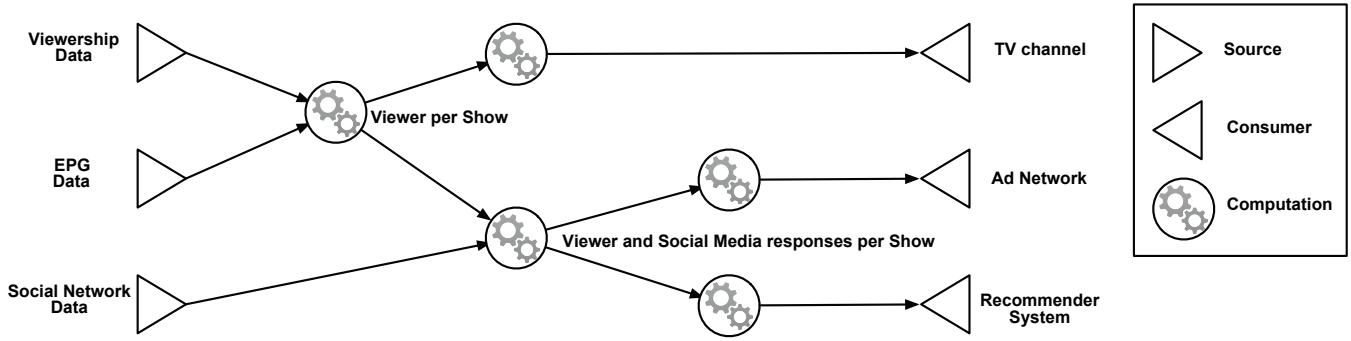 Viewership
Data
TV channel
Source
Viewer per Show
Consumer
EPG
Data
Ad Network
Computation
Viewer and Social Media responses per Show
Social Network
Data
Recommender
System